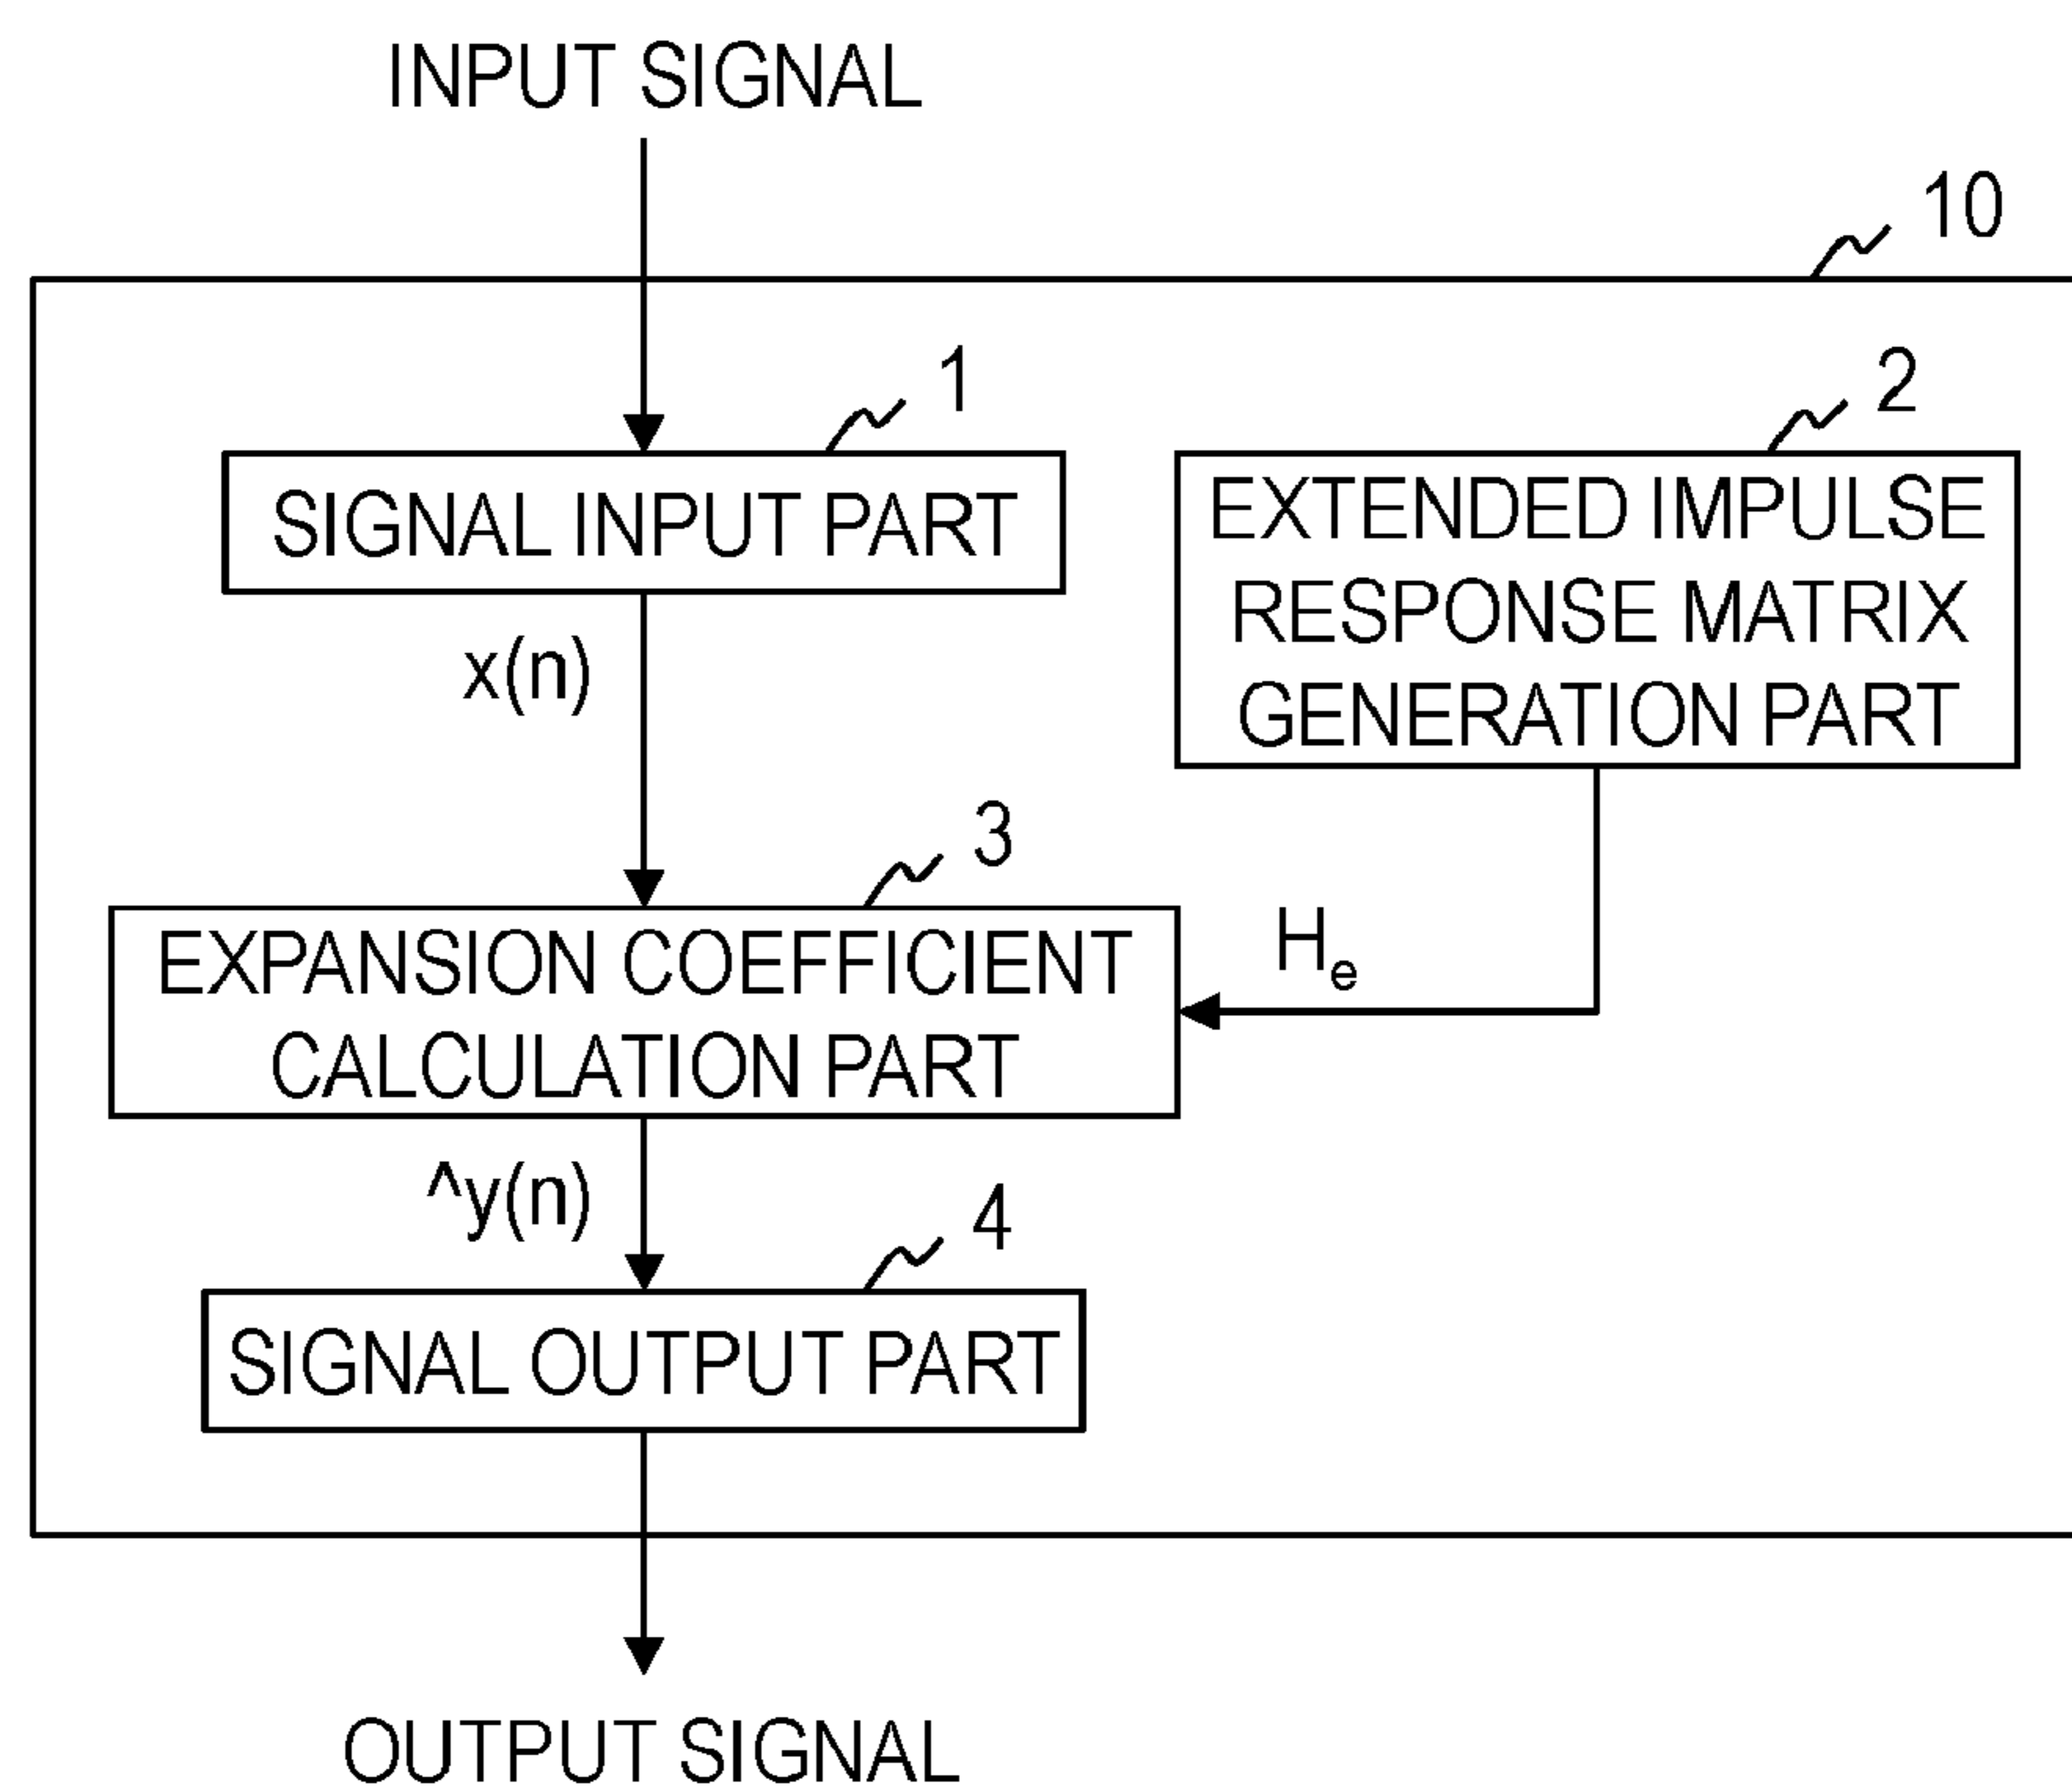 INPUT SIGNAL
10
1
2
SIGNAL INPUT PART
EXTENDED IMPULSE
RESPONSE MATRIX
GENERATION PART
x(n)
3
EXPANSION COEFFICIENT
CALCULATION PART
He
^y(n)
4
SIGNAL OUTPUT PART
OUTPUT SIGNAL